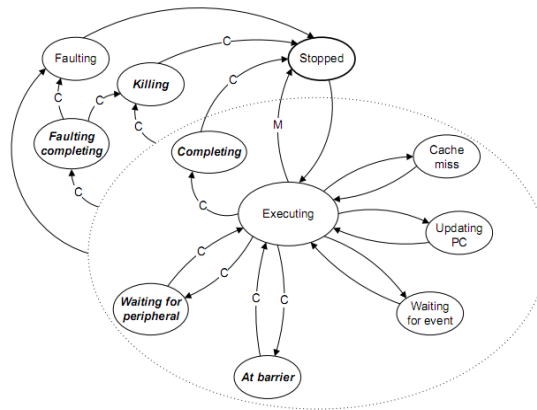 Faulting
C
Stopped
Killing
C
C
C
C
M
Faulting
completing
Completing
Cache
miss
C
C
Executing
Updating
PC
C
C
Waiting for
peripheral
C
C
Waiting
for event
At barrier